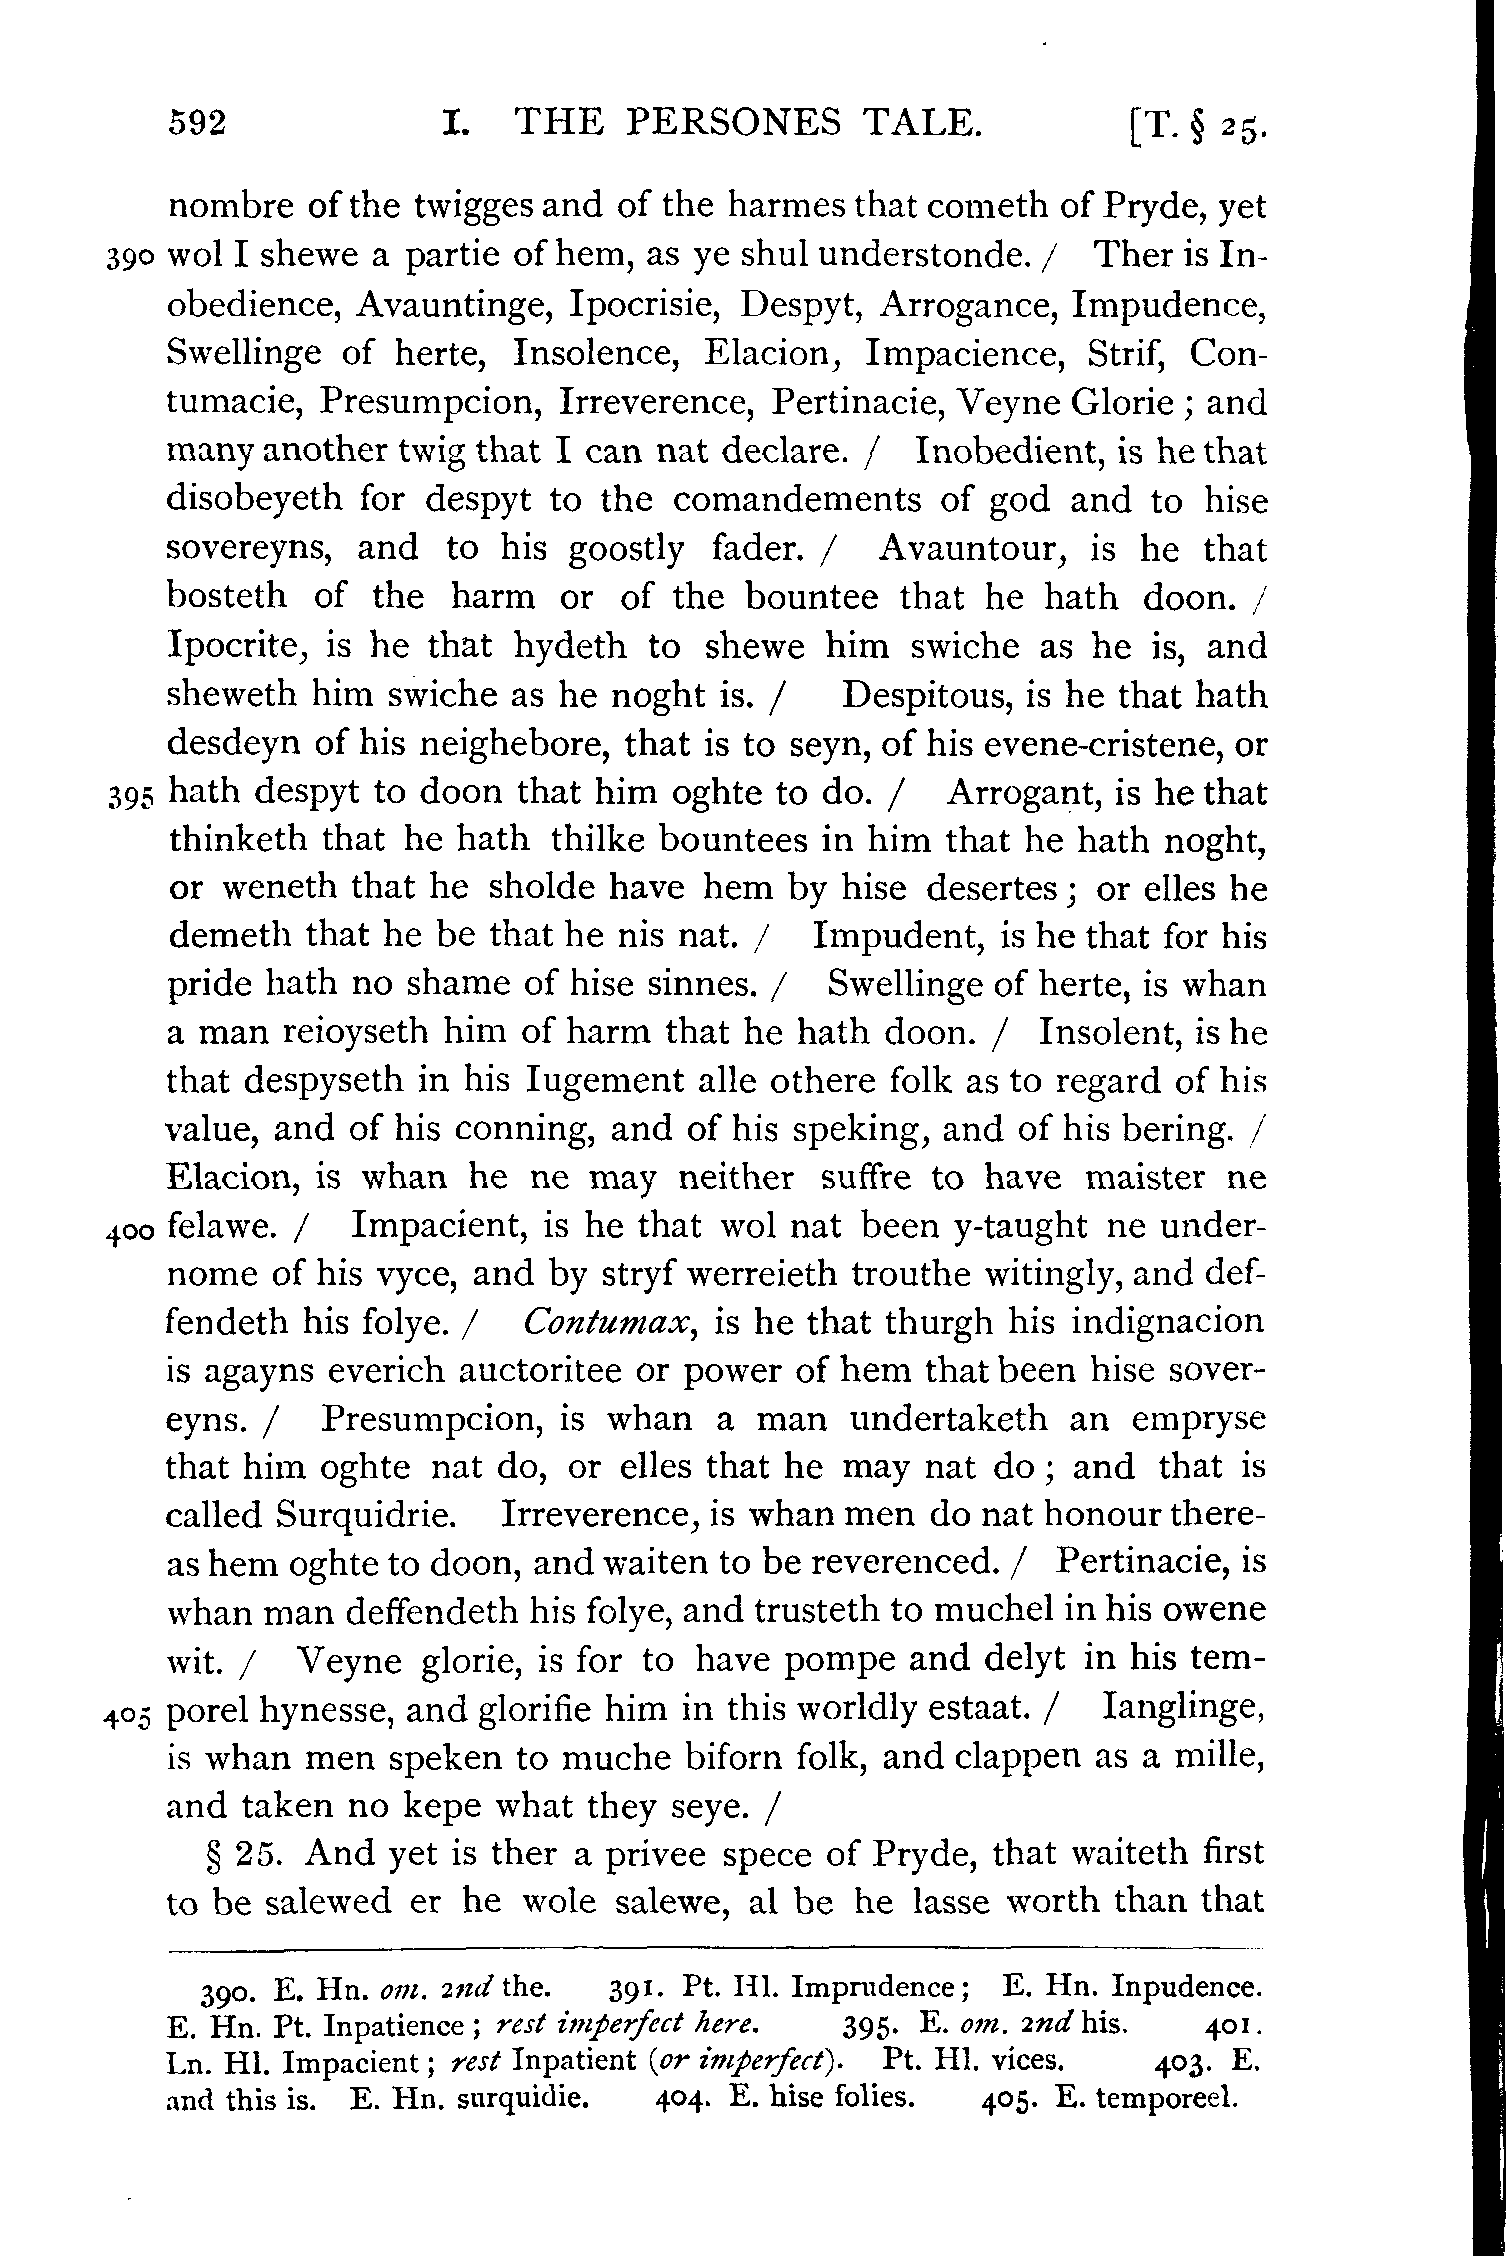 592 I. THE PERSONES TALE. [T. § 25.
nombre of the twigges and of the harmes that cometh of Pryde, yet
390 wol I shewe a partie of hem, as ye shul understonde. / Ther is In-
obedience, Avauntinge, Ipocrisie, Despyt, Arrogance, Impudence,
Swellinge of herte, Insolence, Elacion, Impacience, Strif, Con-
tumacie, Presumpcion, Irreverence, Pertinacie, Veyne Glorie ; and
many another twig that I can nat declare. / Inobedient, is he that
disobeyeth for despyt to the comandements of god and to hise
sovereyns, and to his goostly fader. / Avauntour, is he that
bosteth of the harm or of the bountee that he hath doon. /
Ipocrite, is he that hydeth to shewe him swiche as he is, and
sheweth him swiche as he noght is. / Despitous, is he that hath
desdeyn of his neighebore, that is to seyn, of his evene-cristene, or
395 hath despyt to doon that him oghte to do. / Arrogant, is he that
thinketh that he hath thilke bountees in him that he hath noght,
or weneth that he sholde have hem by hise desertes ; or elles he
demeth that he be that he nis nat. / Impudent, is he that for his
pride hath no shame of hise sinnes. / Swellinge of herte, is whan
a man reioyseth him of harm that he hath doon. / Insolent, is he
that despyseth in his Iugement alle othere folk as to regard of his
value, and of his conning, and of his speking, and of his bering. /
Elacion, is whan he ne may neither suffre to have maister ne
400 felawe. / Impacient, is he that wol nat been y-taught ne under-
nome of his vyce, and by stryf werreieth trouthe witingly, and def-
fendeth his folye. / Contumax, is he that thurgh his indignacion
is agayns everich auctoritee or power of hem that been hise sover-
eyns. / Presumpcion, is whan a man undertaketh an empryse
that him oghte nat do, or elles that he may nat do ; and that is
called Surquidrie. Irreverence, is whan men do nat honour there-
as hem oghte to doon, and waiten to be reverenced. / Pertinacie, is
whan man deffendeth his folye, and trusteth to muchel in his owene
wit. / Veyne glorie, is for to have pompe and delyt in his tem-
405 porel hynesse, and glorifie him in this worldly estaat. / Ianglinge,
is whan men speken to muche biforn folk, and clappen as a mille,
and taken no kepe what they seye. /
§ 25. And yet is ther a privee spece of Pryde, that waiteth first
to be salewed er he wole salewe, al be he lasse worth than that
390. E. Hn. om. 2nd the. 391. Pt. Hl. Imprudence ; E. Hn. Inpudence.
E. Hn. Pt. Inpatience ; rest imperfect here. 395. E. om. 2nd his. 401.
Ln. Hl. Impacient ; rest Inpatient (or imperfect). Pt. Hl. vices. 403. E.
and this is. E. Hn. surquidie. 404. E. hise folies. 405. E. temporeel.